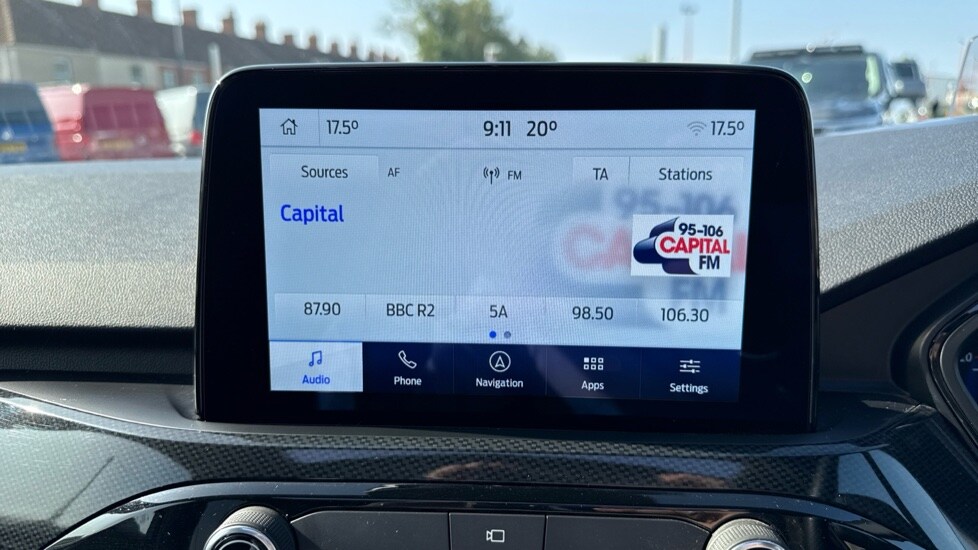 17.5° 9:11 20° 17.5°
Sources AF FM TA Stations
Capital
95-106
CAPITAL
FM
87.90 BBC R2 5A 98.50 106.30
Audio Phone Navigation Apps Settings